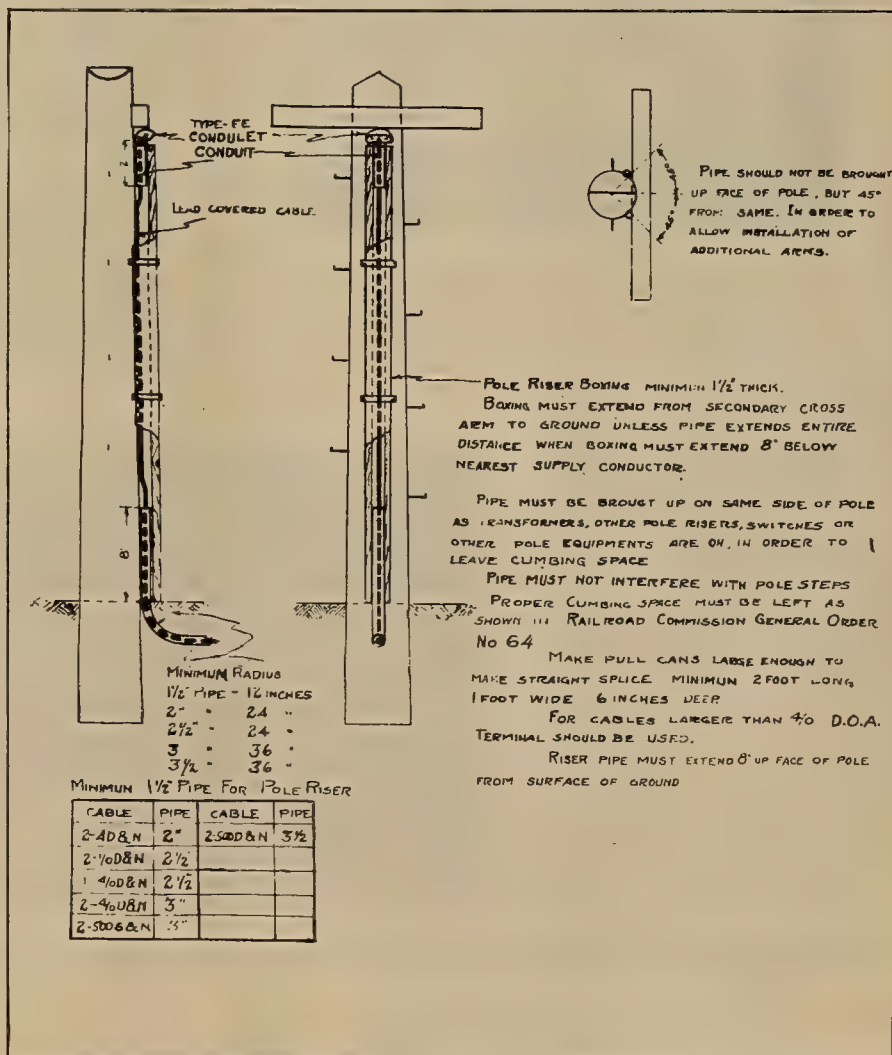 TYPE-FE
CONDULET
CONDUIT
2'
LEAD COVERED CABLE
8'
PIPE SHOULD NOT BE BROUGHT
UP FACE OF POLE, BUT 45°
FROM SAME. IN ORDER TO
ALLOW INSTALLATION OF
ADDITIONAL ARMS.
45°
POLE RISER BOXING MINIMUN 1½" THICK.
BOXING MUST EXTEND FROM SECONDARY CROSS
ARM TO GROUND UNLESS PIPE EXTENDS ENTIRE
DISTANCE WHEN BOXING MUST EXTEND 8" BELOW
NEAREST SUPPLY CONDUCTOR.
PIPE MUST BE BROUGT UP ON SAME SIDE OF POLE
AS TRANSFORMERS, OTHER POLE RISERS, SWITCHES OR
OTHER POLE EQUIPMENTS ARE ON, IN ORDER TO
LEAVE CLIMBING SPACE
PIPE MUST NOT INTERFERE WITH POLE STEPS
PROPER CLIMBING SPACE MUST BE LEFT AS
SHOWN IN RAILROAD COMMISSION GENERAL ORDER
No 64
MAKE PULL CANS LARGE ENOUGH TO
MAKE STRAIGHT SPLICE MINIMUN 2 FOOT LONG
1 FOOT WIDE 6 INCHES DEEP
FOR CABLES LARGER THAN 4/0 D.O.A.
TERMINAL SHOULD BE USED.
RISER PIPE MUST EXTEND 8' UP FACE OF POLE
FROM SURFACE OF GROUND
MINIMUM RADIUS
1½" PIPE - 12 INCHES
2" " 24 "
2½" " 24 "
3 " 36 "
3½ " 36 "
MINIMUN 1½" PIPE FOR POLE RISER
CABLE PIPE CABLE PIPE
2-4D&N 2" 2-500D&N 3½
2-1/0D&N 2½"
1-4/0D&N 2½
2-4/0D&N 3"
2-500S&N 3"